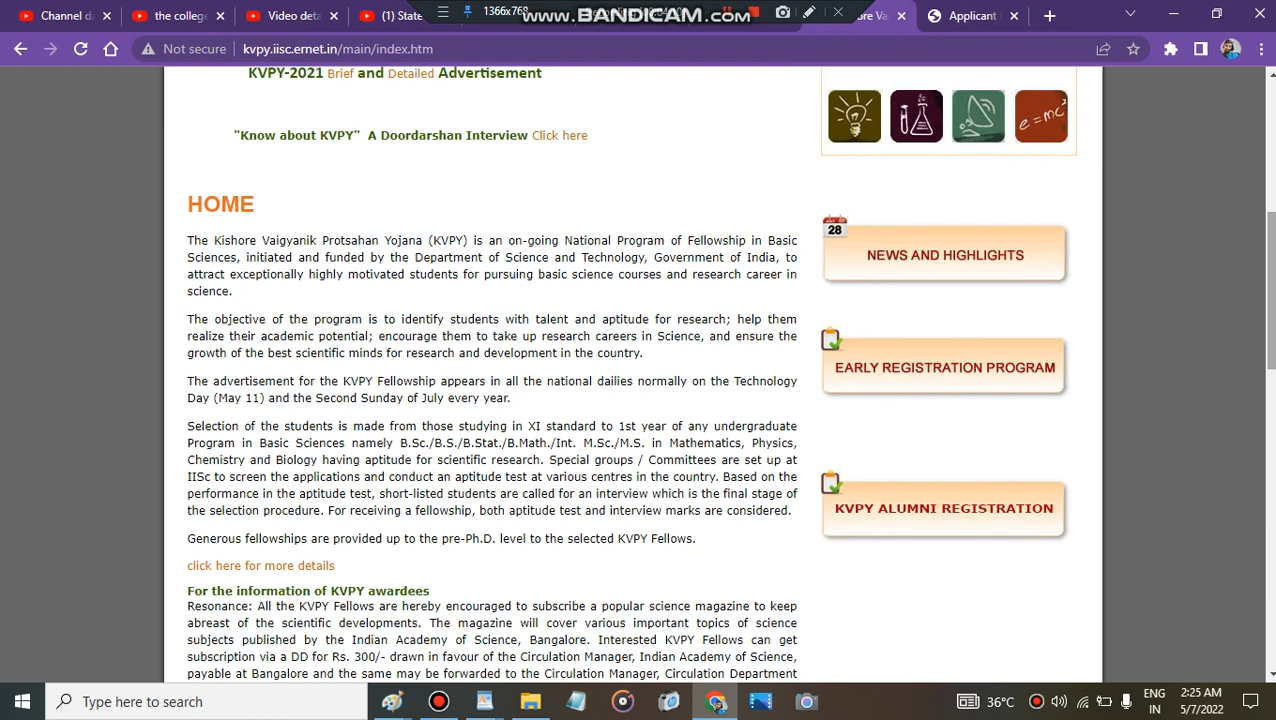 Channel da
the college
Video deta
(1) State
1366x768
www.BANDICAM.com
re Va
Applicant
Not secure
kvpy.iisc.ernet.in/main/index.htm
KVPY-2021 Brief and Detailed Advertisement
"Know about KVPY" A Doordarshan Interview Click here
e=mc²
HOME
The Kishore Vaigyanik Protsahan Yojana (KVPY) is an on-going National Program of Fellowship in Basic
Sciences, initiated and funded by the Department of Science and Technology, Government of India, to
attract exceptionally highly motivated students for pursuing basic science courses and research career in
science.
The objective of the program is to identify students with talent and aptitude for research; help them
realize their academic potential; encourage them to take up research careers in Science, and ensure the
growth of the best scientific minds for research and development in the country.
The advertisement for the KVPY Fellowship appears in all the national dailies normally on the Technology
Day (May 11) and the Second Sunday of July every year.
Selection of the students is made from those studying in XI standard to 1st year of any undergraduate
Program in Basic Sciences namely B.Sc./B.S./B.Stat./B.Math./Int. M.Sc./M.S. in Mathematics, Physics,
Chemistry and Biology having aptitude for scientific research. Special groups / Committees are set up at
IISc to screen the applications and conduct an aptitude test at various centres in the country. Based on the
performance in the aptitude test, short-listed students are called for an interview which is the final stage of
the selection procedure. For receiving a fellowship, both aptitude test and interview marks are considered.
Generous fellowships are provided up to the pre-Ph.D. level to the selected KVPY Fellows.
click here for more details
For the information of KVPY awardees
Resonance: All the KVPY Fellows are hereby encouraged to subscribe a popular science magazine to keep
abreast of the scientific developments. The magazine will cover various important topics of science
subjects published by the Indian Academy of Science, Bangalore. Interested KVPY Fellows can get
subscription via a DD for Rs. 300/- drawn in favour of the Circulation Manager, Indian Academy of Science,
payable at Bangalore and the same may be forwarded to the Circulation Manager, Circulation Department
28
NEWS AND HIGHLIGHTS
EARLY REGISTRATION PROGRAM
KVPY ALUMNI REGISTRATION
Type here to search
36°C
ENG
IN
2:25 AM
5/7/2022